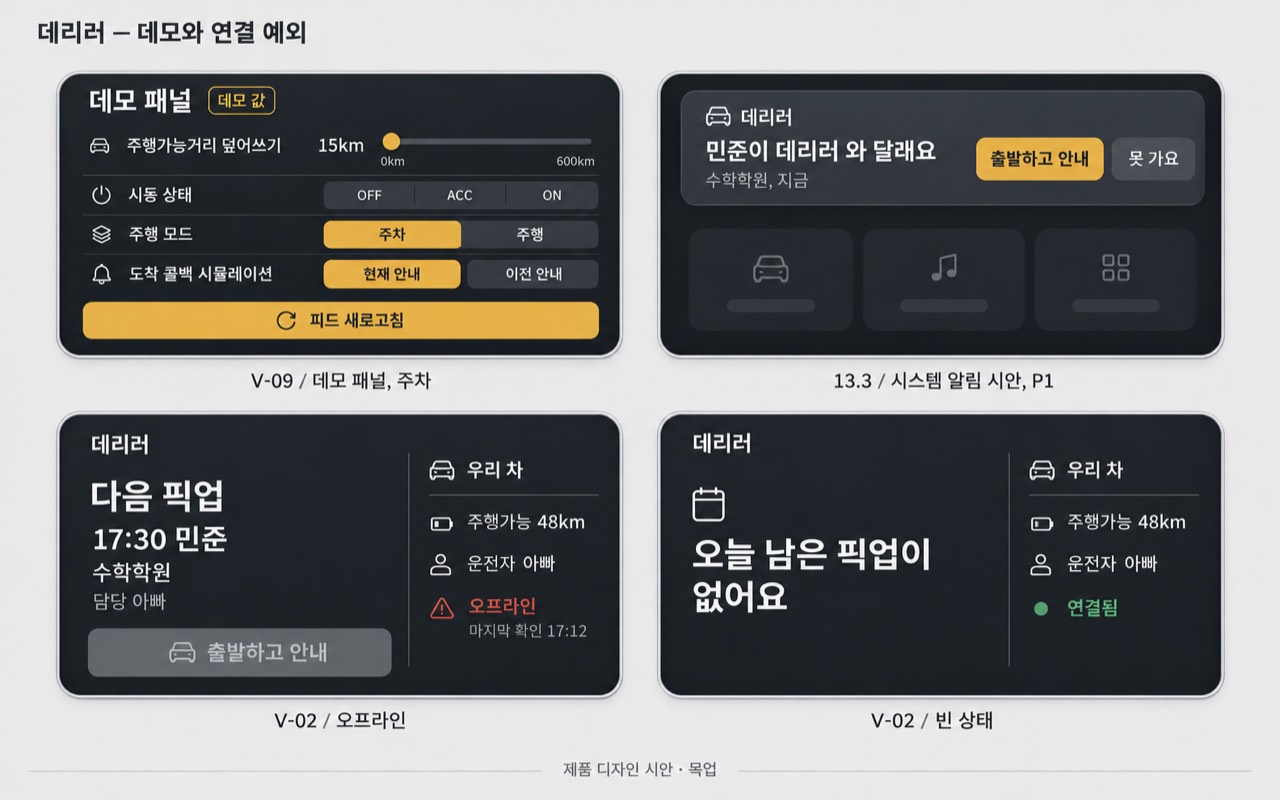 데리러 – 데모와 연결 예외
데모 패널
데모 값
주행가능거리 덮어쓰기
15km
0km
600km
시동 상태
OFF
ACC
ON
주행 모드
주차
주행
도착 콜백 시뮬레이션
현재 안내
이전 안내
피드 새로고침
V-09 / 데모 패널, 주차
데리러
민준이 데리러 와 달래요
수학학원, 지금
출발하고 안내
못 가요
13.3 / 시스템 알림 시안, P1
데리러
다음 픽업
17:30 민준
수학학원
담당 아빠
출발하고 안내
우리 차
주행가능 48km
운전자 아빠
오프라인
마지막 확인 17:12
V-02 / 오프라인
데리러
오늘 남은 픽업이
없어요
우리 차
주행가능 48km
운전자 아빠
연결됨
V-02 / 빈 상태
제품 디자인 시안 · 목업